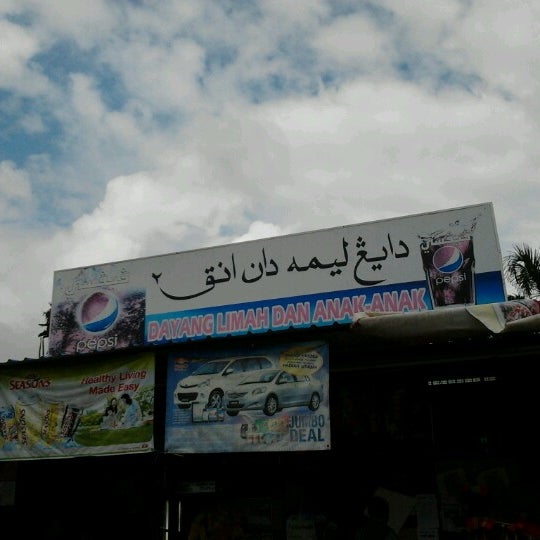 دايڠ ليمه دان انق٢
DAYANG LIMAH DAN ANAK-ANAK
pepsi
pepsi
SEASONS
Healthy Living
Made Easy
JUMBO
DEAL